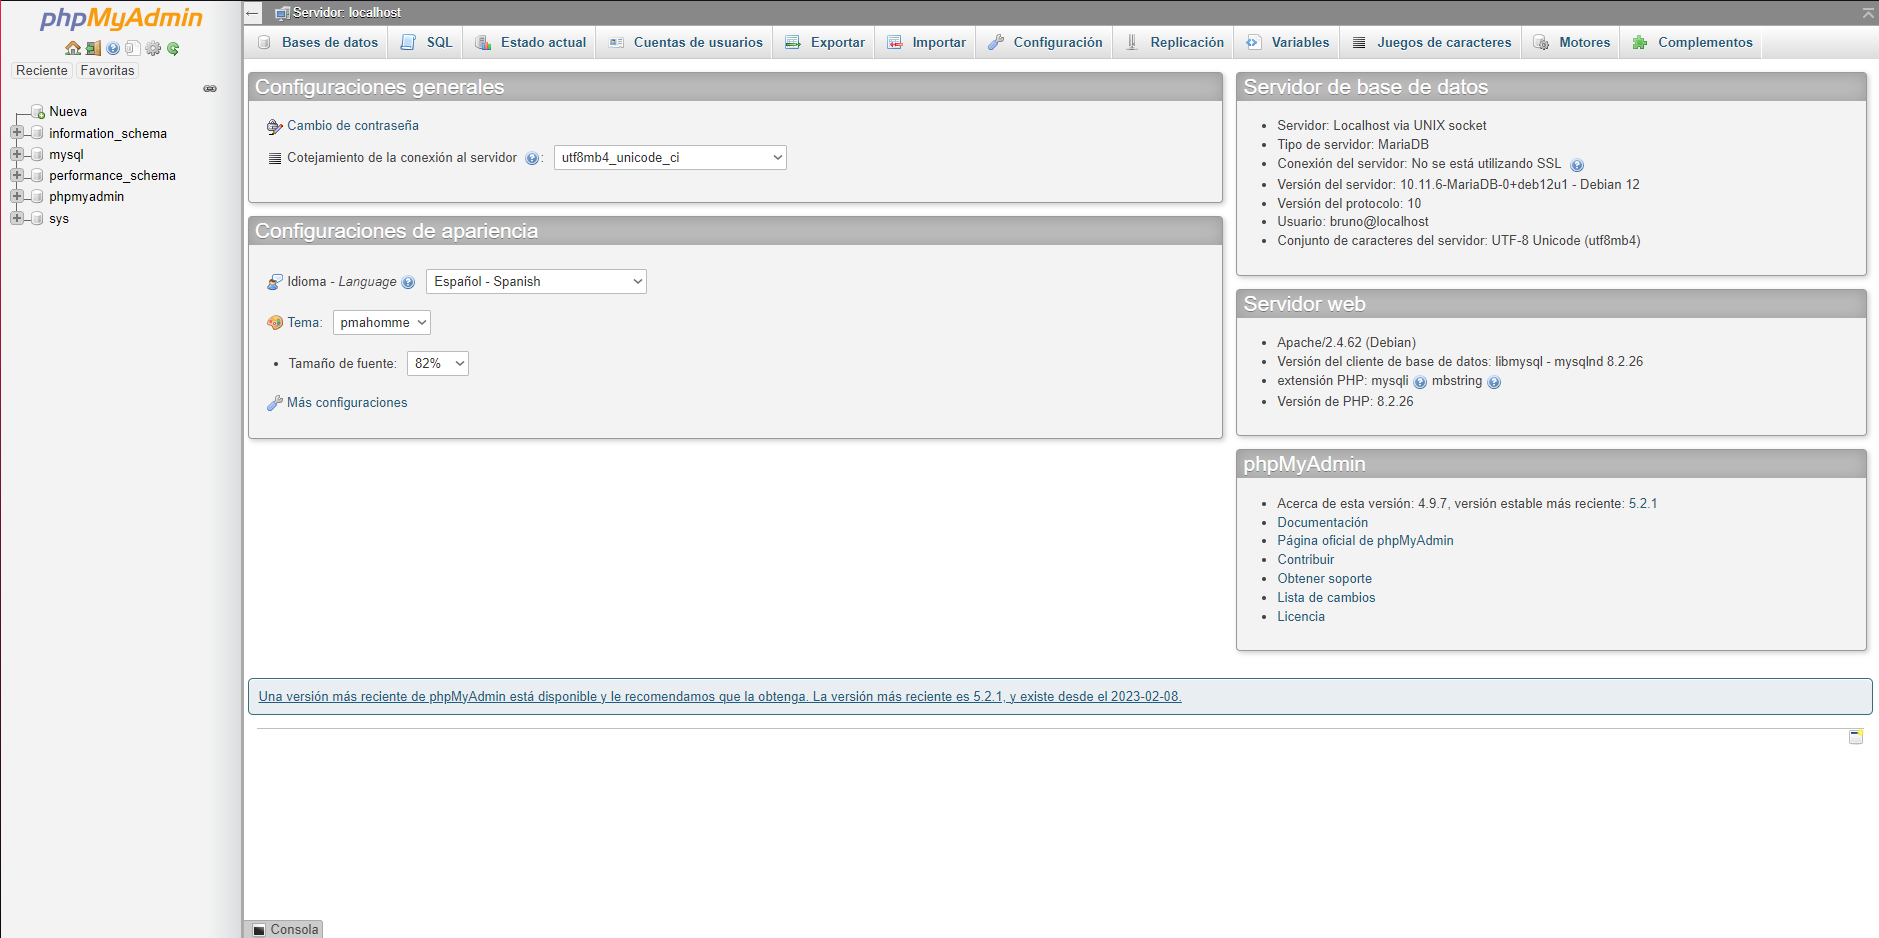 phpMyAdmin
Reciente Favoritas
Nueva
information_schema
mysql
performance_schema
phpmyadmin
sys
Servidor: localhost
Bases de datos SQL Estado actual Cuentas de usuarios Exportar Importar Configuración Replicación Variables Juegos de caracteres Motores Complementos
Configuraciones generales
Cambio de contraseña
Cotejamiento de la conexión al servidor : utf8mb4_unicode_ci
Configuraciones de apariencia
Idioma - Language Español - Spanish
Tema: pmahomme
• Tamaño de fuente: 82%
Más configuraciones
Servidor de base de datos
• Servidor: Localhost via UNIX socket
• Tipo de servidor: MariaDB
• Conexión del servidor: No se está utilizando SSL
• Versión del servidor: 10.11.6-MariaDB-0+deb12u1 - Debian 12
• Versión del protocolo: 10
• Usuario: bruno@localhost
• Conjunto de caracteres del servidor: UTF-8 Unicode (utf8mb4)
Servidor web
• Apache/2.4.62 (Debian)
• Versión del cliente de base de datos: libmysql - mysqlnd 8.2.26
• extensión PHP: mysqli mbstring
• Versión de PHP: 8.2.26
phpMyAdmin
• Acerca de esta versión: 4.9.7, versión estable más reciente: 5.2.1
• Documentación
• Página oficial de phpMyAdmin
• Contribuir
• Obtener soporte
• Lista de cambios
• Licencia
Una versión más reciente de phpMyAdmin está disponible y le recomendamos que la obtenga. La versión más reciente es 5.2.1, y existe desde el 2023-02-08.
Consola